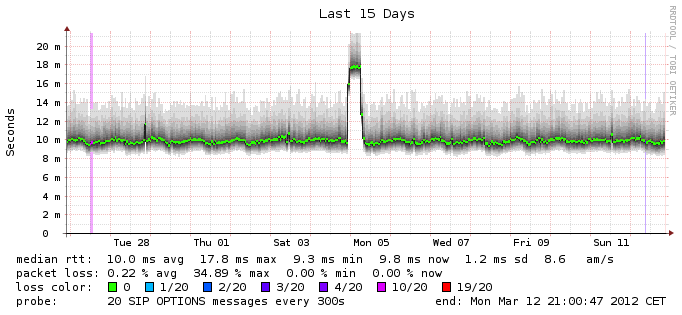 Last 15 Days
RRDTOOL / TOBI OETIKER
Seconds
20 m
18 m
16 m
14 m
12 m
10 m
8 m
6 m
4 m
2 m
0
Tue 28 Thu 01 Sat 03 Mon 05 Wed 07 Fri 09 Sun 11
median rtt: 10.0 ms avg 17.8 ms max 9.3 ms min 9.8 ms now 1.2 ms sd 8.6 am/s
packet loss: 0.22 % avg 34.89 % max 0.00 % min 0.00 % now
loss color: 0 1/20 2/20 3/20 4/20 10/20 19/20
probe: 20 SIP OPTIONS messages every 300s end: Mon Mar 12 21:00:47 2012 CET